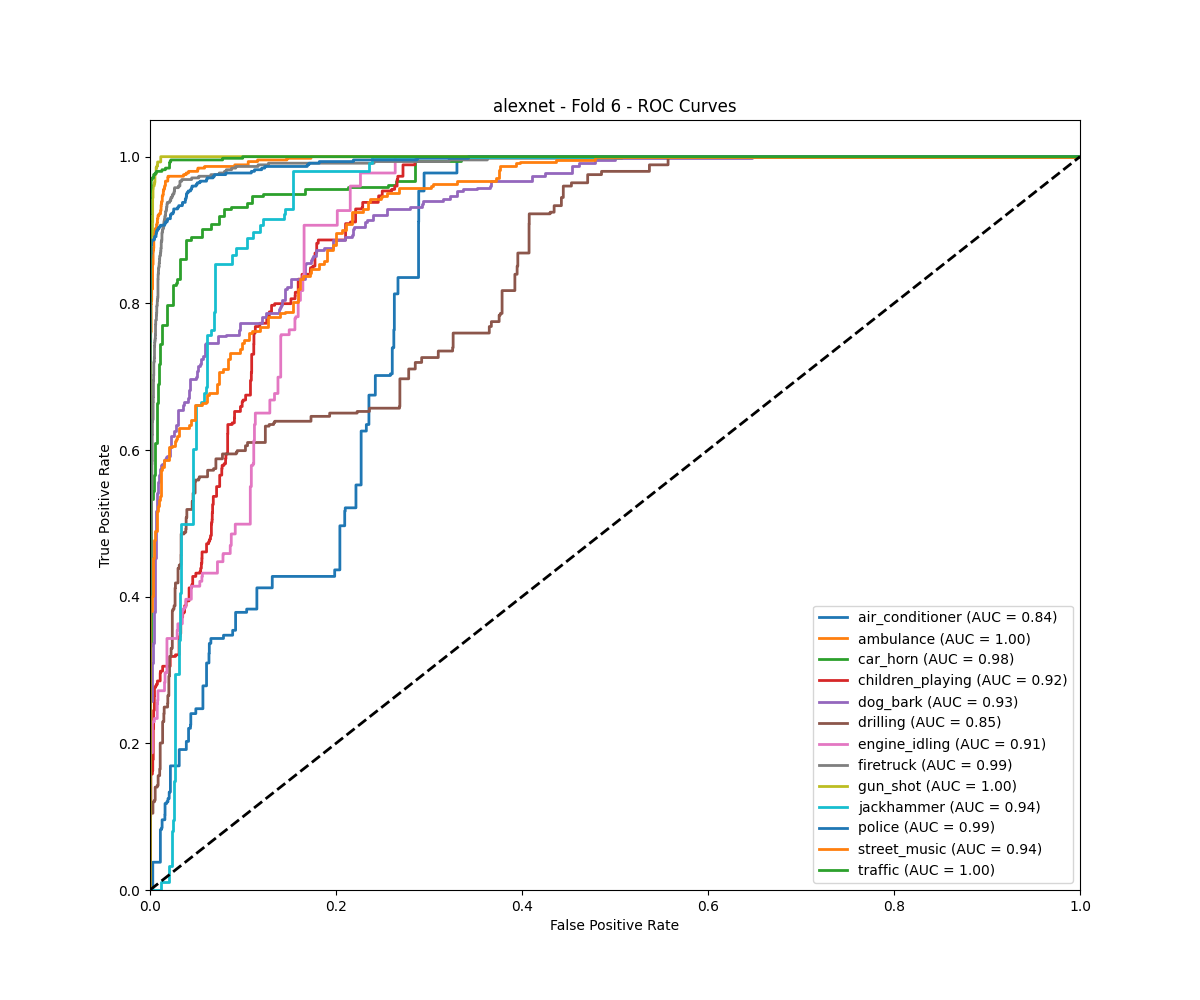 alexnet - Fold 6 - ROC Curves
True Positive Rate
1.0
0.8
0.6
0.4
0.2
0.0
0.0 0.2 0.4 0.6 0.8 1.0
False Positive Rate
air_conditioner (AUC = 0.84)
ambulance (AUC = 1.00)
car_horn (AUC = 0.98)
children_playing (AUC = 0.92)
dog_bark (AUC = 0.93)
drilling (AUC = 0.85)
engine_idling (AUC = 0.91)
firetruck (AUC = 0.99)
gun_shot (AUC = 1.00)
jackhammer (AUC = 0.94)
police (AUC = 0.99)
street_music (AUC = 0.94)
traffic (AUC = 1.00)